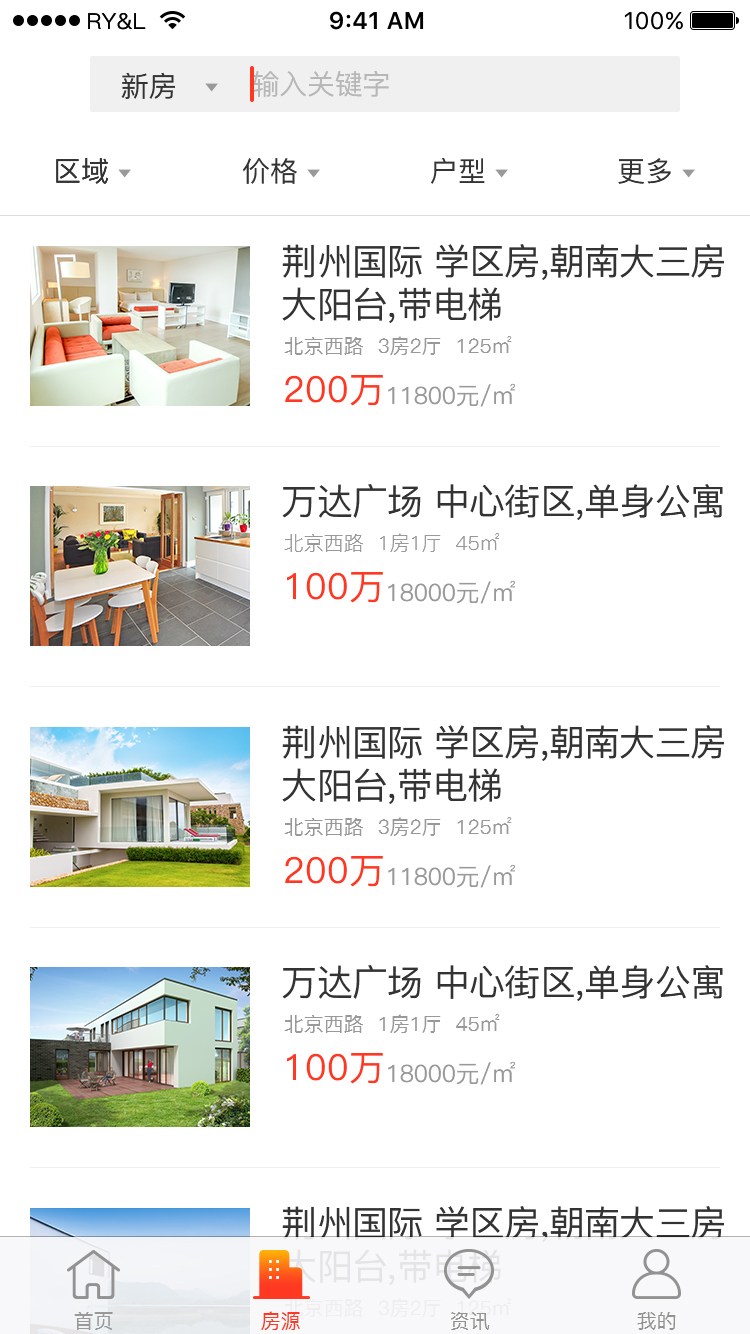 RY&L 9:41 AM 100%
新房 输入关键字
区域 价格 户型 更多
荆州国际 学区房,朝南大三房
大阳台,带电梯
北京西路 3房2厅 125㎡
200万11800元/㎡
万达广场 中心街区,单身公寓
北京西路 1房1厅 45㎡
100万18000元/㎡
荆州国际 学区房,朝南大三房
大阳台,带电梯
北京西路 3房2厅 125㎡
200万11800元/㎡
万达广场 中心街区,单身公寓
北京西路 1房1厅 45㎡
100万18000元/㎡
荆州国际 学区房,朝南大三房
大阳台,带电梯
北京西路 3房2厅 125㎡
首页 房源 资讯 我的